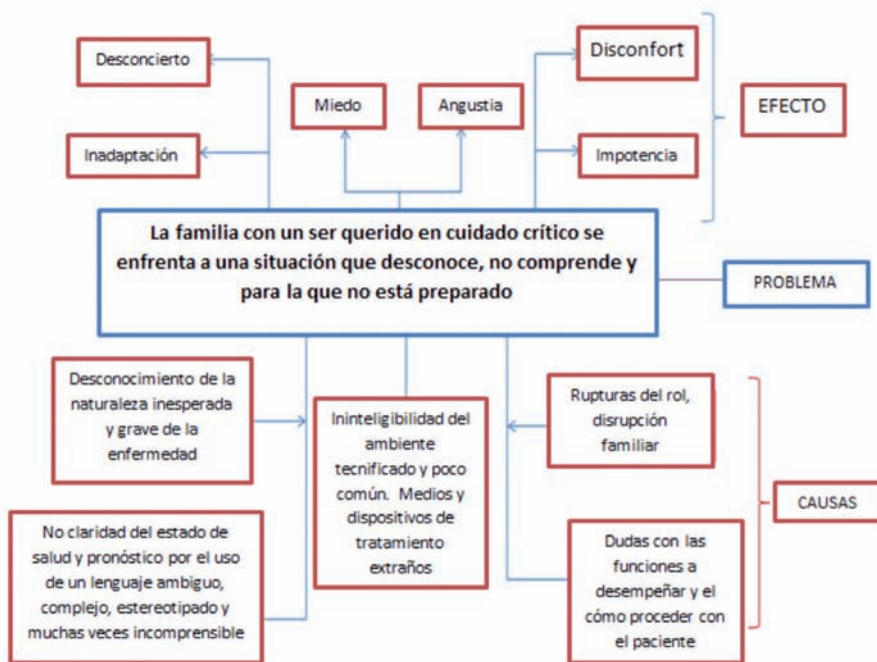 Desconcierto
Miedo
Angustia
Disconfort
EFECTO
Inadaptación
Impotencia
La familia con un ser querido en cuidado crítico se
enfrenta a una situación que desconoce, no comprende y
para la que no está preparado
PROBLEMA
Desconocimiento de la
naturaleza inesperada
y grave de la
enfermedad
Ininteligibilidad del
ambiente
tecnificado y poco
común. Medios y
dispositivos de
tratamiento
extraños
Rupturas del rol,
disrupción
familiar
CAUSAS
No claridad del estado de
salud y pronóstico por el uso
de un lenguaje ambiguo,
complejo, estereotipado y
muchas veces incomprensible
Dudas con las
funciones a
desempeñar y el
cómo proceder con
el paciente